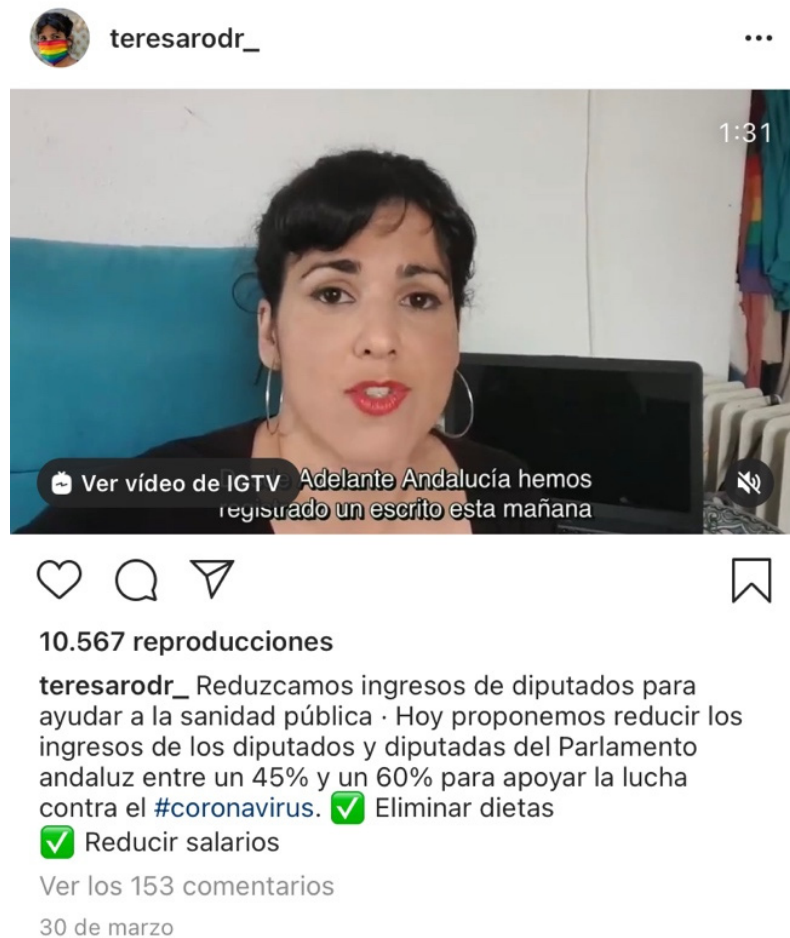 teresarodr_
1:31
Ver vídeo de IGTV
Adelante Andalucía hemos
registrado un escrito esta mañana
10.567 reproducciones
teresarodr_ Reduzcamos ingresos de diputados para
ayudar a la sanidad pública · Hoy proponemos reducir los
ingresos de los diputados y diputadas del Parlamento
andaluz entre un 45% y un 60% para apoyar la lucha
contra el #coronavirus. ✅ Eliminar dietas
✅ Reducir salarios
Ver los 153 comentarios
30 de marzo